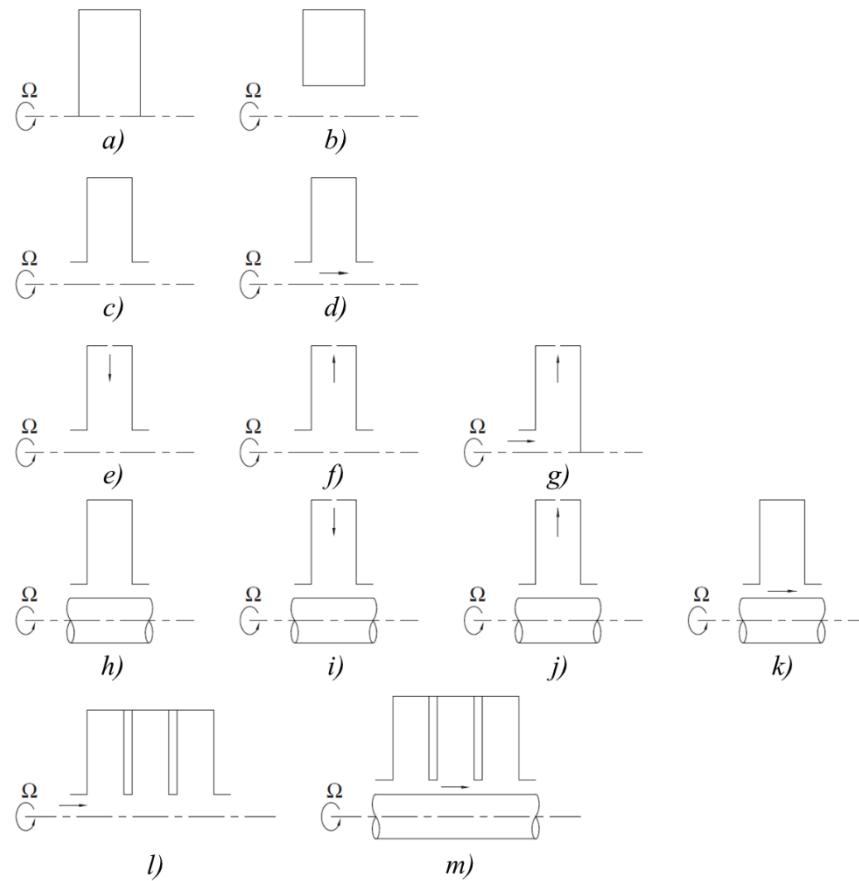 Ω Ω
a) b)
Ω Ω
c) d)
Ω Ω Ω
e) f) g)
Ω Ω Ω Ω
h) i) j) k)
Ω Ω
l) m)